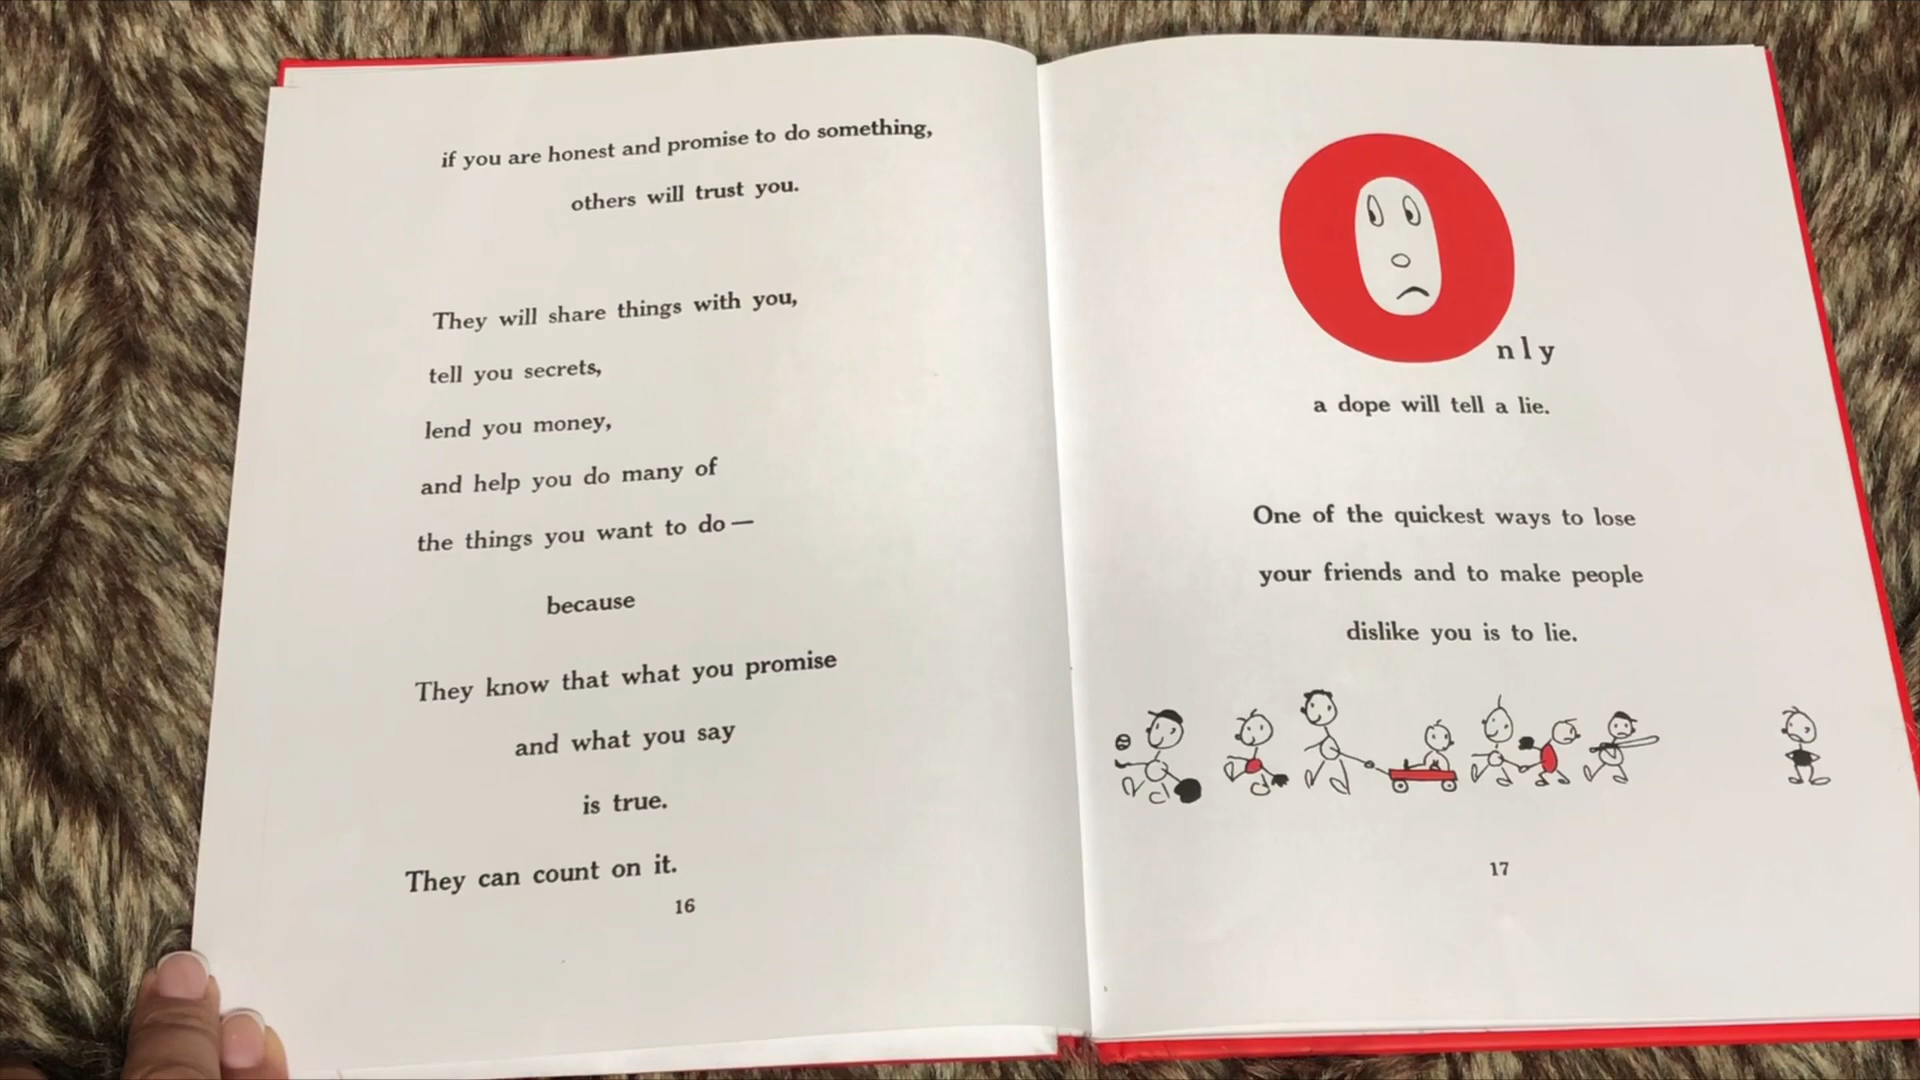 if you are honest and promise to do something,
others will trust you.
They will share things with you,
tell you secrets,
lend you money,
and help you do many of
the things you want to do—
because
They know that what you promise
and what you say
is true.
They can count on it.
16
Only
a dope will tell a lie.
One of the quickest ways to lose
your friends and to make people
dislike you is to lie.
17